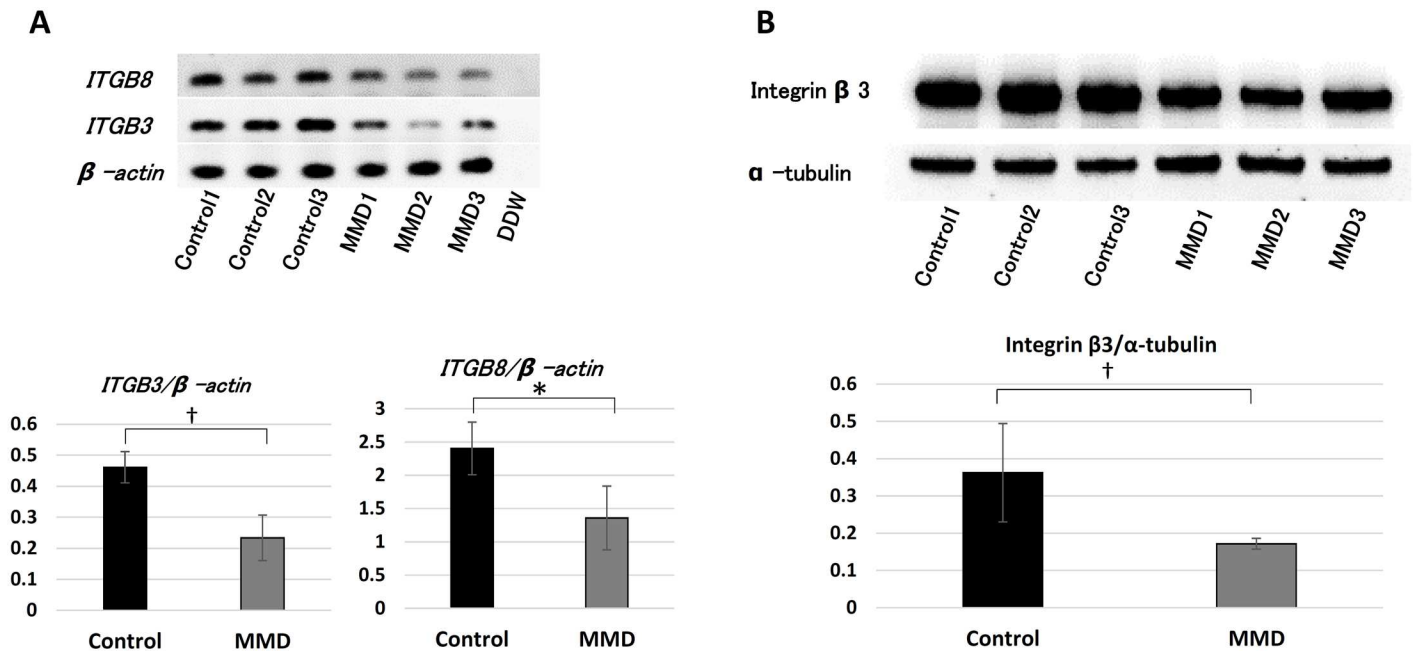 A
ITGB8
ITGB3
β -actin
Control1
Control2
Control3
MMD1
MMD2
MMD3
DDW
B
Integrin β 3
α -tubulin
Control1
Control2
Control3
MMD1
MMD2
MMD3
ITGB3/β -actin
†
0.6
0.5
0.4
0.3
0.2
0.1
0
Control MMD
ITGB8/β -actin
*
3
2.5
2
1.5
1
0.5
0
Control MMD
Integrin β3/α-tubulin
†
0.6
0.5
0.4
0.3
0.2
0.1
0
Control MMD